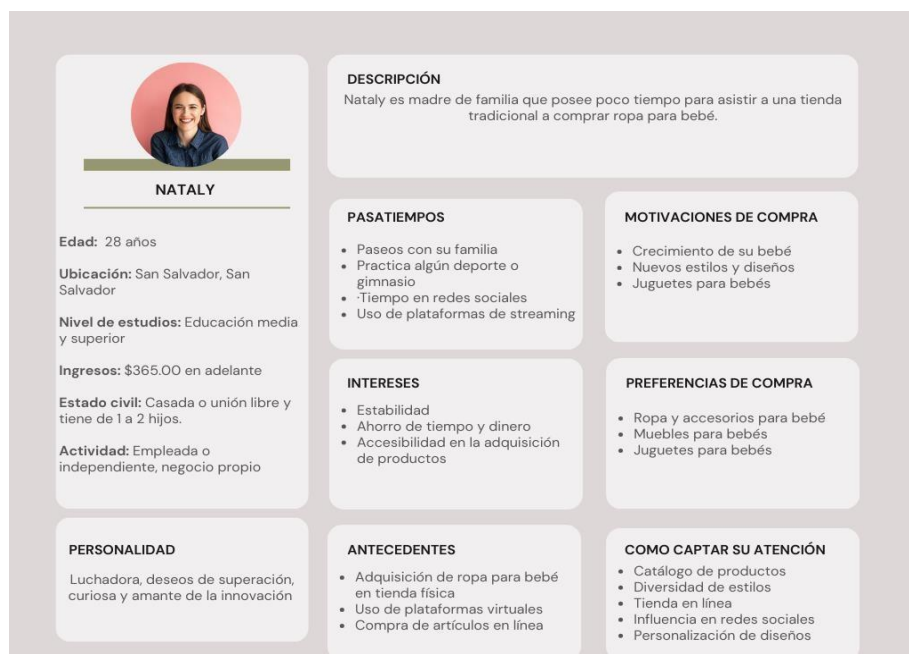 NATALY
Edad: 28 años
Ubicación: San Salvador, San
Salvador
Nivel de estudios: Educación media
y superior
Ingresos: $365.00 en adelante
Estado civil: Casada o unión libre y
tiene de 1 a 2 hijos.
Actividad: Empleada o
independiente, negocio propio
PERSONALIDAD
Luchadora, deseos de superación,
curiosa y amante de la innovación
DESCRIPCIÓN
Nataly es madre de familia que posee poco tiempo para asistir a una tienda
tradicional a comprar ropa para bebé.
PASATIEMPOS
• Paseos con su familia
• Practica algún deporte o
gimnasio
• ·Tiempo en redes sociales
• Uso de plataformas de streaming
MOTIVACIONES DE COMPRA
• Crecimiento de su bebé
• Nuevos estilos y diseños
• Juguetes para bebés
INTERESES
• Estabilidad
• Ahorro de tiempo y dinero
• Accesibilidad en la adquisición
de productos
PREFERENCIAS DE COMPRA
• Ropa y accesorios para bebé
• Muebles para bebés
• Juguetes para bebés
ANTECEDENTES
• Adquisición de ropa para bebé
en tienda física
• Uso de plataformas virtuales
• Compra de artículos en línea
COMO CAPTAR SU ATENCIÓN
• Catálogo de productos
• Diversidad de estilos
• Tienda en línea
• Influencia en redes sociales
• Personalización de diseños